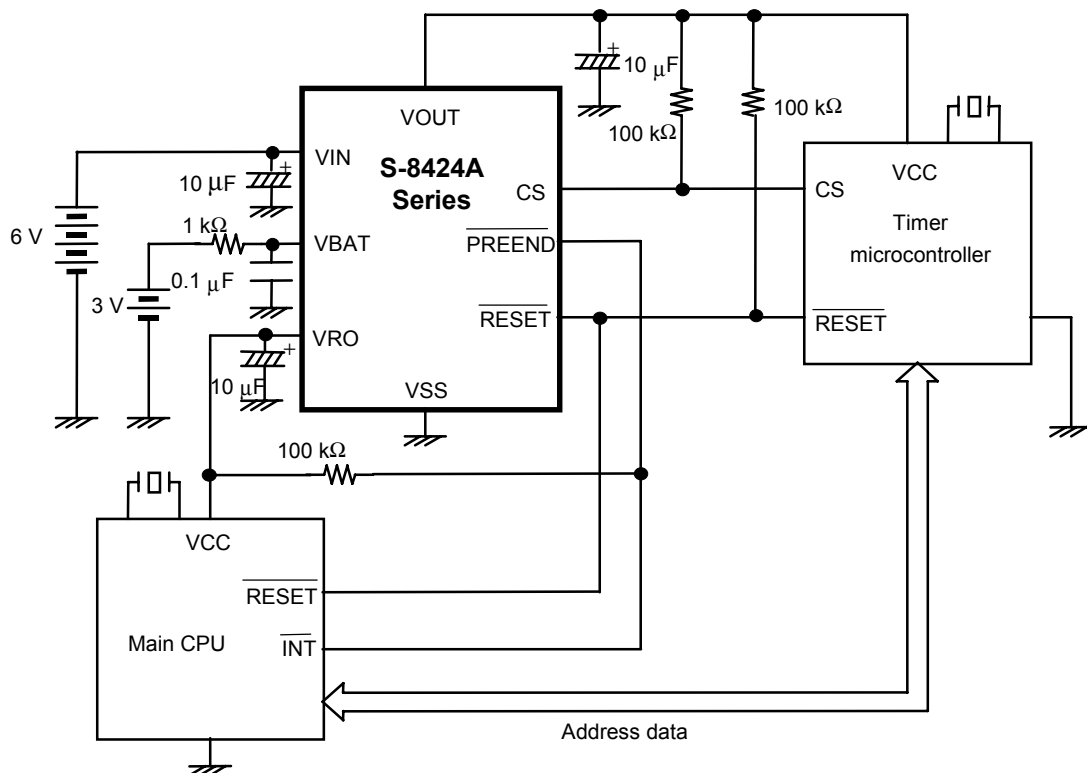 +
10 µF
VOUT
100 kΩ
100 kΩ
VIN
S-8424A
Series
VCC
10 µF
+
CS
CS
6 V
1 kΩ
VBAT
PREEND
Timer
microcontroller
0.1 µF
3 V
RESET
RESET
VRO
+
10 µF
VSS
100 kΩ
VCC
RESET
Main CPU
INT
Address data